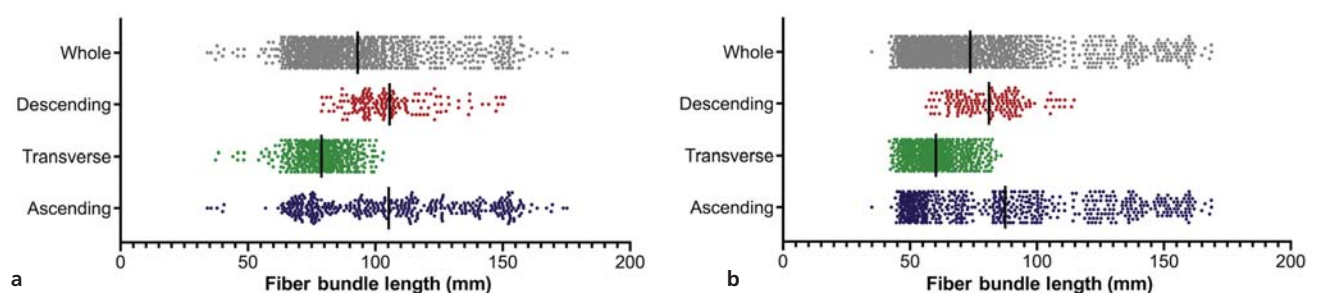 Whole
Descending
Transverse
Ascending
0 50 100 150 200
Fiber bundle length (mm)
a
Whole
Descending
Transverse
Ascending
50 100 150 200
0
Fiber bundle length (mm)
b